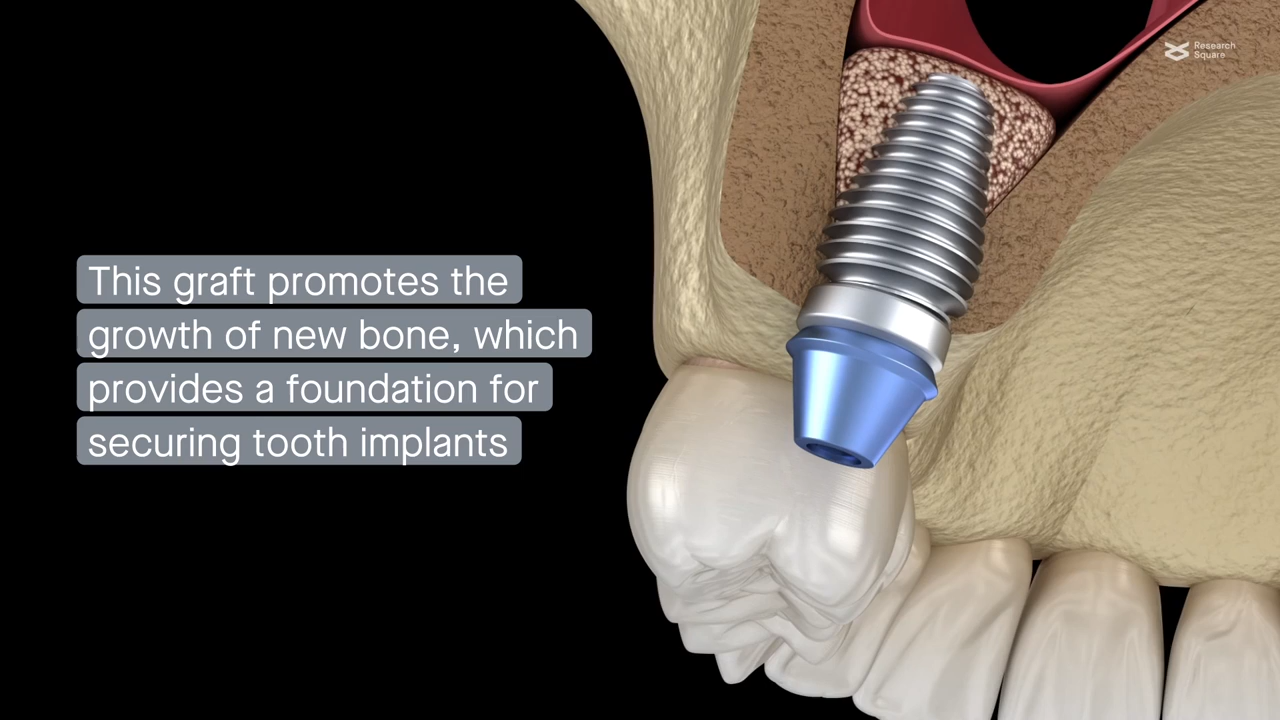 Research
Square
This graft promotes the
growth of new bone, which
provides a foundation for
securing tooth implants